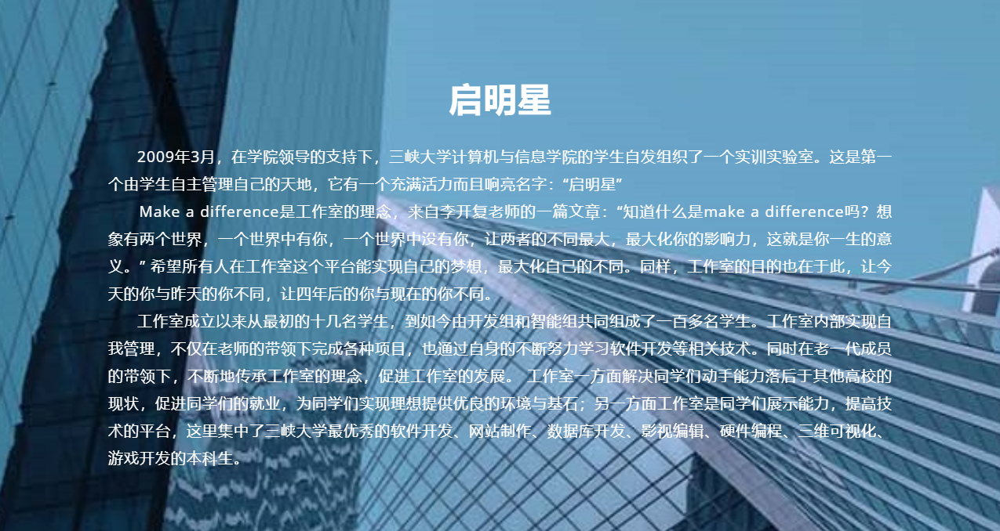 启明星
2009年3月，在学院领导的支持下，三峡大学计算机与信息学院的学生自发组织了一个实训实验室。这是第一
个由学生自主管理自己的天地，它有一个充满活力而且响亮名字：“启明星”
Make a difference是工作室的理念，来自李开复老师的一篇文章：“知道什么是make a difference吗？想
象有两个世界，一个世界中有你，一个世界中没有你，让两者的不同最大，最大化你的影响力，这就是你一生的意
义。” 希望所有人在工作室这个平台能实现自己的梦想，最大化自己的不同。同样，工作室的目的也在于此，让今
天的你与昨天的你不同，让四年后的你与现在的你不同。
工作室成立以来从最初的十几名学生，到如今由开发组和智能组共同组成了一百多名学生。工作室内部实现自
我管理，不仅在老师的带领下完成各种项目，也通过自身的不断努力学习软件开发等相关技术。同时在老一代成员
的带领下，不断地传承工作室的理念，促进工作室的发展。 工作室一方面解决同学们动手能力落后于其他高校的
现状，促进同学们的就业，为同学们实现理想提供优良的环境与基石；另一方面工作室是同学们展示能力，提高技
术的平台，这里集中了三峡大学最优秀的软件开发、网站制作、数据库开发、影视编辑、硬件编程、三维可视化、
游戏开发的本科生。